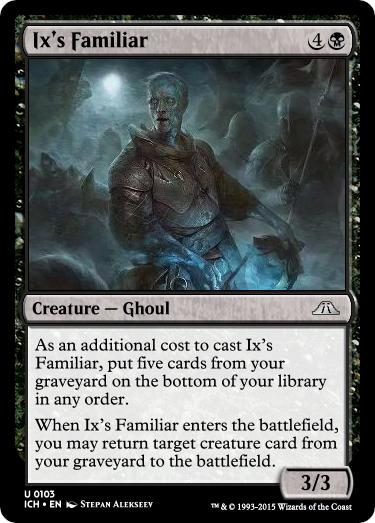 Ix's Familiar 4
Creature — Ghoul
As an additional cost to cast Ix's
Familiar, put five cards from your
graveyard on the bottom of your library
in any order.
When Ix's Familiar enters the battlefield,
you may return target creature card from
your graveyard to the battlefield.
3/3
U 0103
ICH • EN Stepan Alekseev
™ & © 1993-2015 Wizards of the Coast